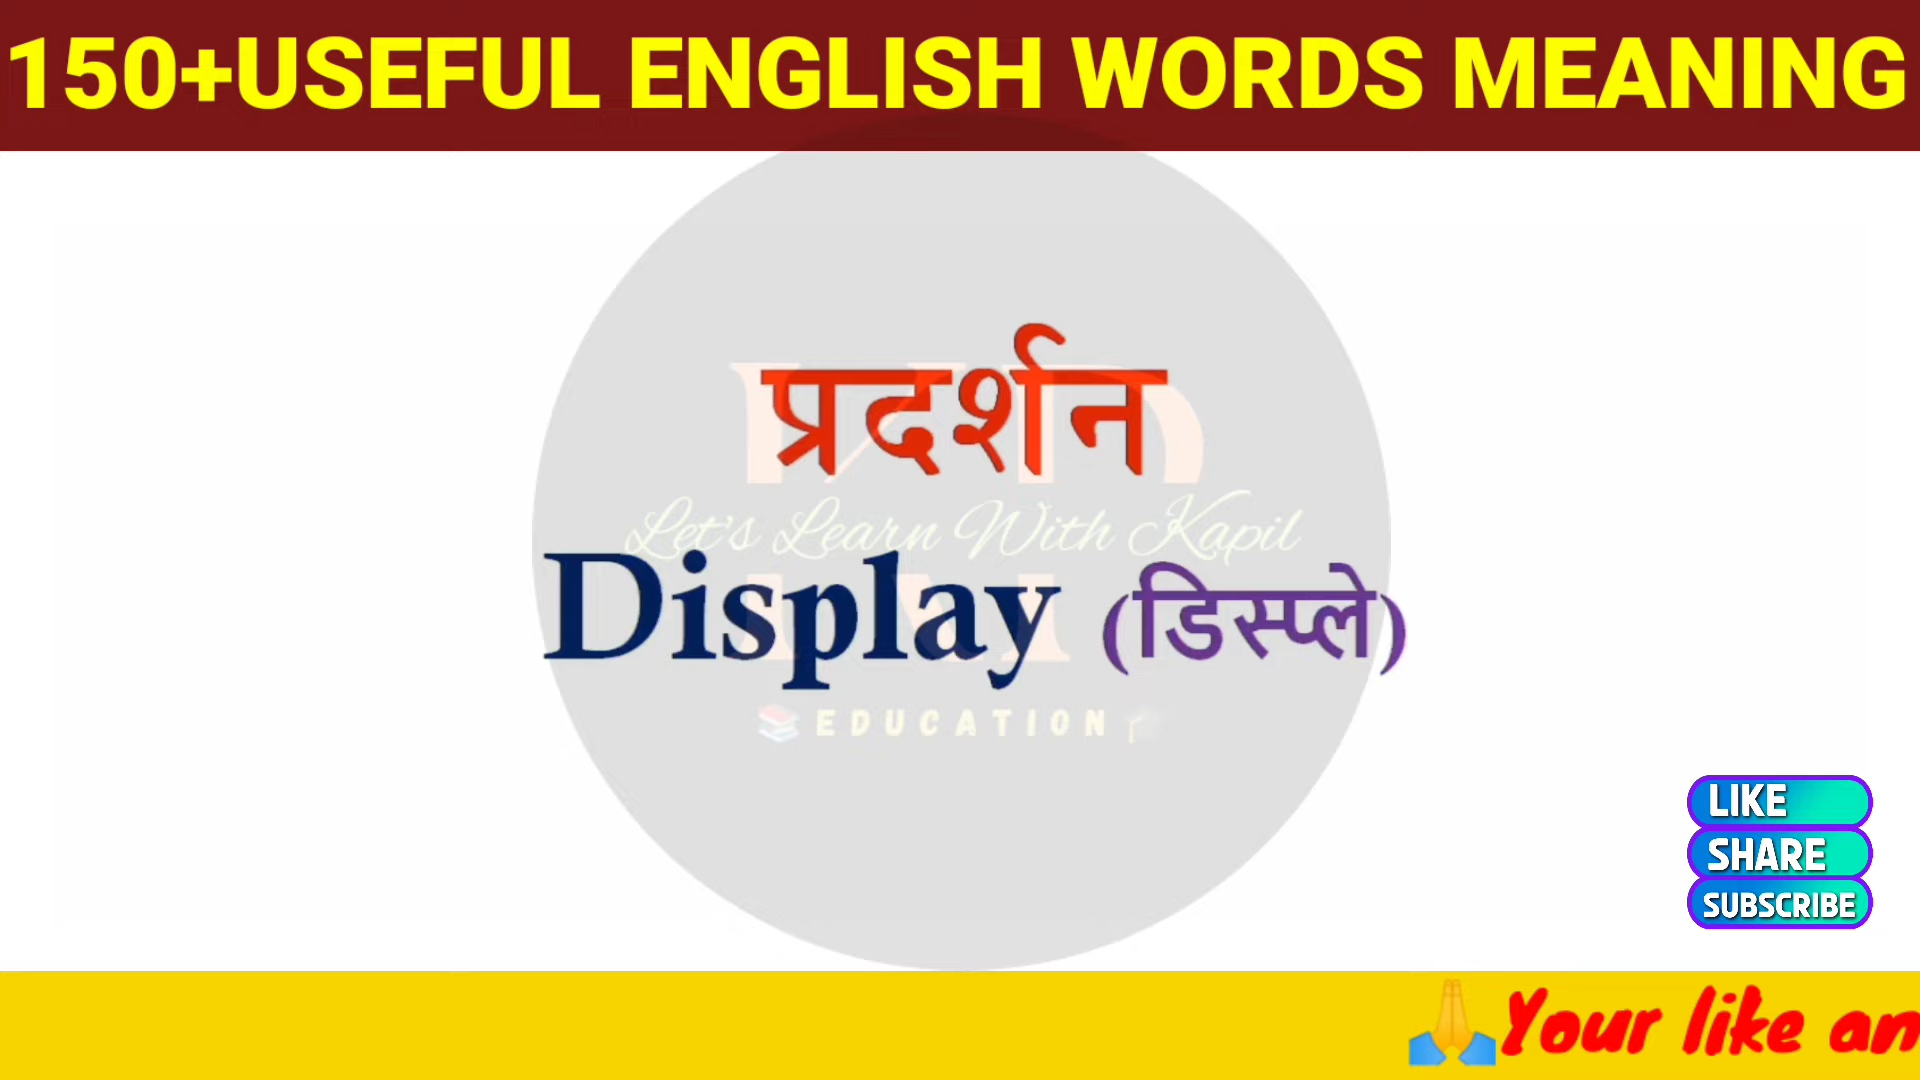 150+USEFUL ENGLISH WORDS MEANING
प्रदर्शन
Let's Learn With Kapil
Display (डिस्प्ले)
📚 EDUCATION 🎓
LIKE
SHARE
SUBSCRIBE
🙏Your like an